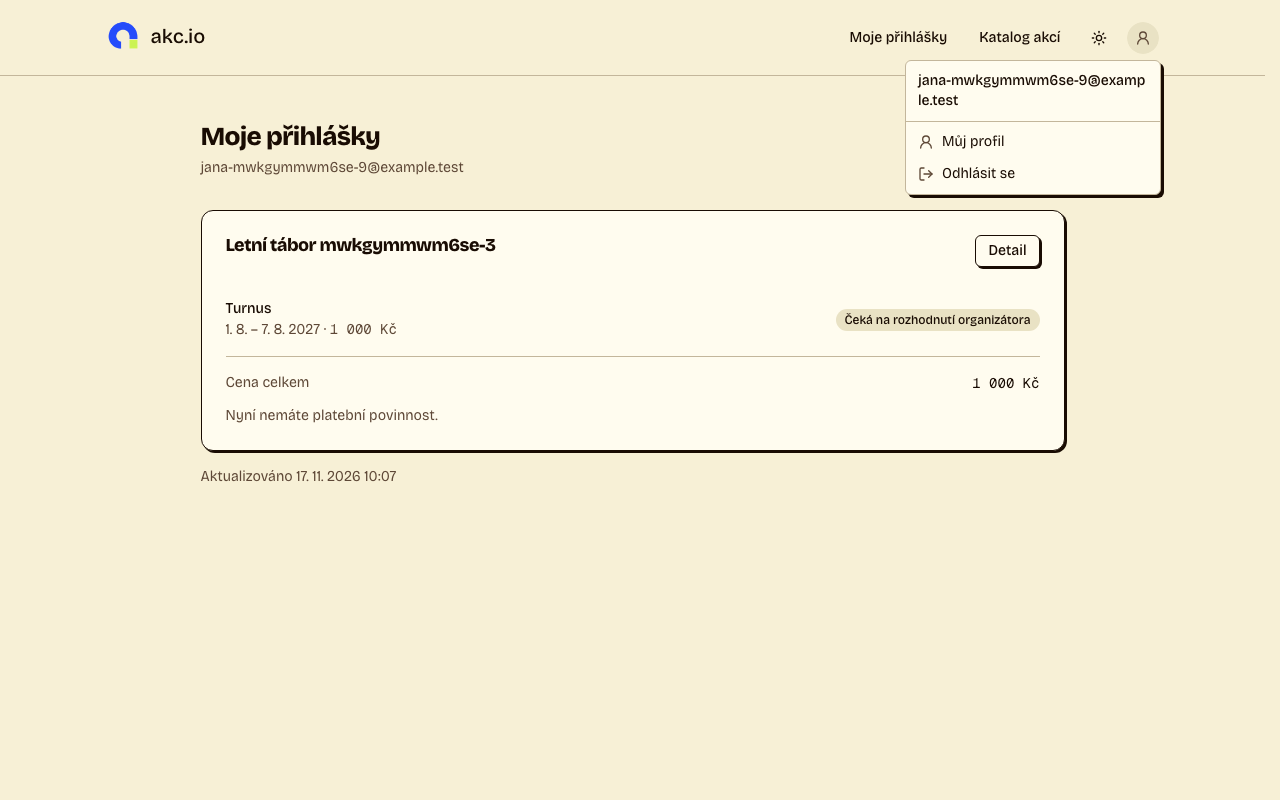 akc.io
Moje přihlášky
Katalog akcí
jana-mwkgymmwm6se-9@examp
le.test
Můj profil
Odhlásit se
Moje přihlášky
jana-mwkgymmwm6se-9@example.test
Letní tábor mwkgymmwm6se-3
Detail
Turnus
1. 8. – 7. 8. 2027 · 1 000 Kč
Čeká na rozhodnutí organizátora
Cena celkem
1 000 Kč
Nyní nemáte platební povinnost.
Aktualizováno 17. 11. 2026 10:07